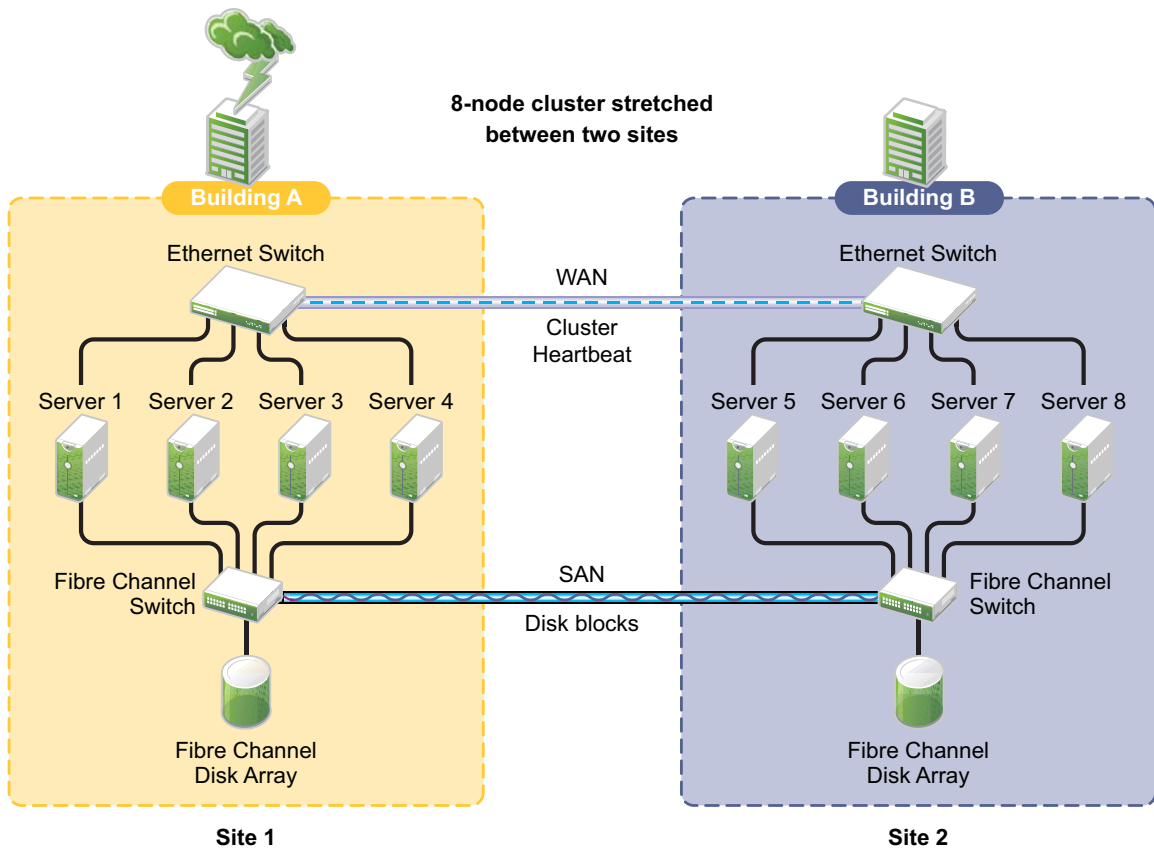 8-node cluster stretched
between two sites
Building A
Building B
Ethernet Switch
Ethernet Switch
WAN
Cluster
Heartbeat
Server 1
Server 2
Server 3
Server 4
Server 5
Server 6
Server 7
Server 8
Fibre Channel
Switch
SAN
Disk blocks
Fibre Channel
Switch
Fibre Channel
Disk Array
Fibre Channel
Disk Array
Site 1
Site 2